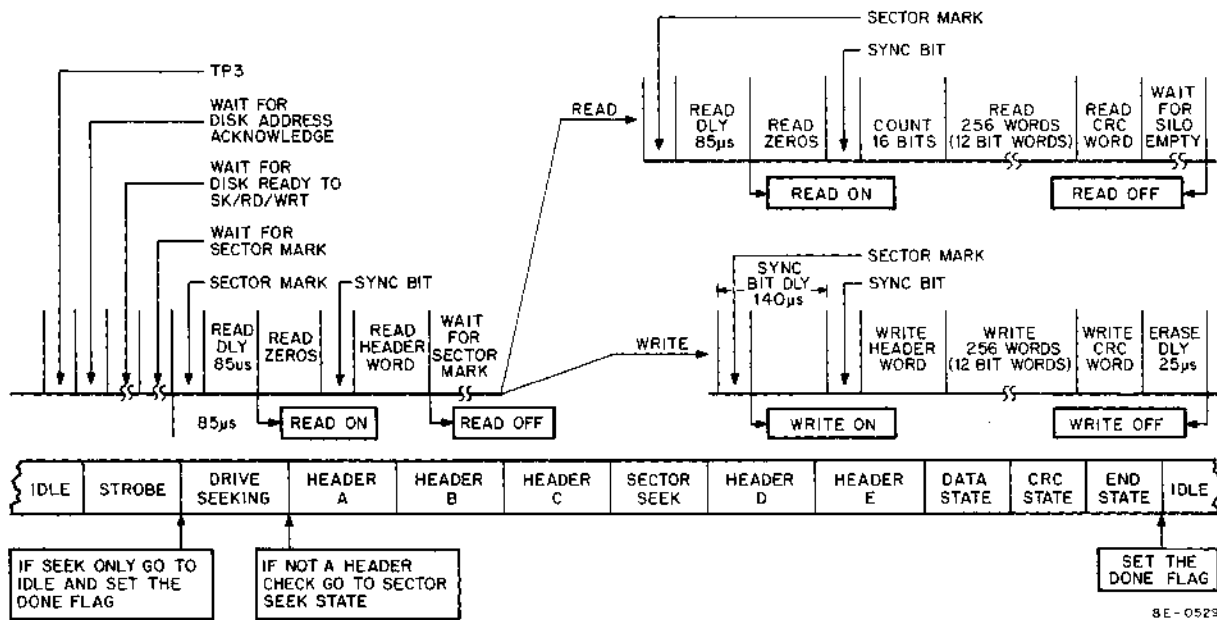 SECTOR MARK
SYNC BIT
TP3
WAIT FOR
DISK ADDRESS
ACKNOWLEDGE
WAIT FOR
DISK READY TO
SK/RD/WRT
WAIT FOR
SECTOR MARK
SECTOR MARK
SYNC BIT
READ
DLY
85us
READ
ZEROS
READ
HEADER
WORD
WAIT
FOR
SECTOR
MARK
85µs
READ ON
READ OFF
READ
READ
DLY
85µs
READ
ZEROS
COUNT
16 BITS
READ
256 WORDS
(12 BIT WORDS)
READ
CRC
WORD
WAIT
FOR
SILO
EMPTY
READ ON
READ OFF
WRITE
SECTOR MARK
SYNC
BIT DLY
140µs
SYNC BIT
WRITE
HEADER
WORD
WRITE
256 WORDS
(12 BIT WORDS)
WRITE
CRC
WORD
ERASE
DLY
25µs
WRITE ON
WRITE OFF
IDLE
STROBE
DRIVE
SEEKING
HEADER
A
HEADER
B
HEADER
C
SECTOR
SEEK
HEADER
D
HEADER
E
DATA
STATE
CRC
STATE
END
STATE
IDLE
IF SEEK ONLY GO TO
IDLE AND SET THE
DONE FLAG
IF NOT A HEADER
CHECK GO TO SECTOR
SEEK STATE
SET THE
DONE FLAG
8E-0529